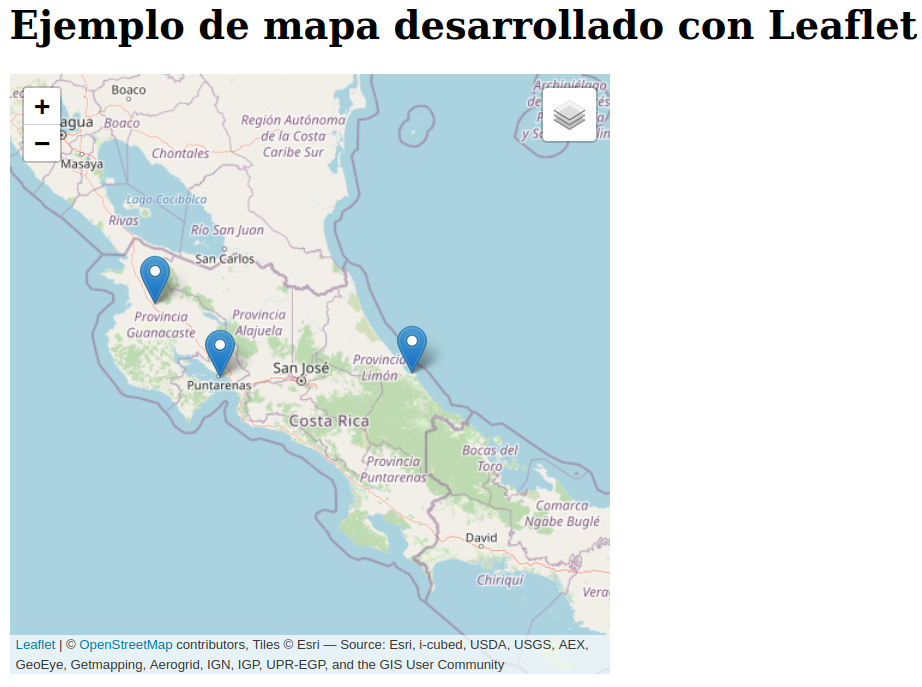 Ejemplo de mapa desarrollado con Leaflet
+
−
Boaco
agua
Boaco
Masaya
Chontales
Región Autónoma
de la Costa
Caribe Sur
Archipiélago
Lago Cocibolca
Rivas
Río San Juan
San Carlos
Provincia
Guanacaste
Provincia
Alajuela
Puntarenas
San José
Provincia
Limón
Costa Rica
Provincia
Puntarenas
Bocas del
Toro
Comarca
Ngäbe Buglé
David
Chiriquí
Vera
Leaflet | © OpenStreetMap contributors, Tiles © Esri — Source: Esri, i-cubed, USDA, USGS, AEX,
GeoEye, Getmapping, Aerogrid, IGN, IGP, UPR-EGP, and the GIS User Community